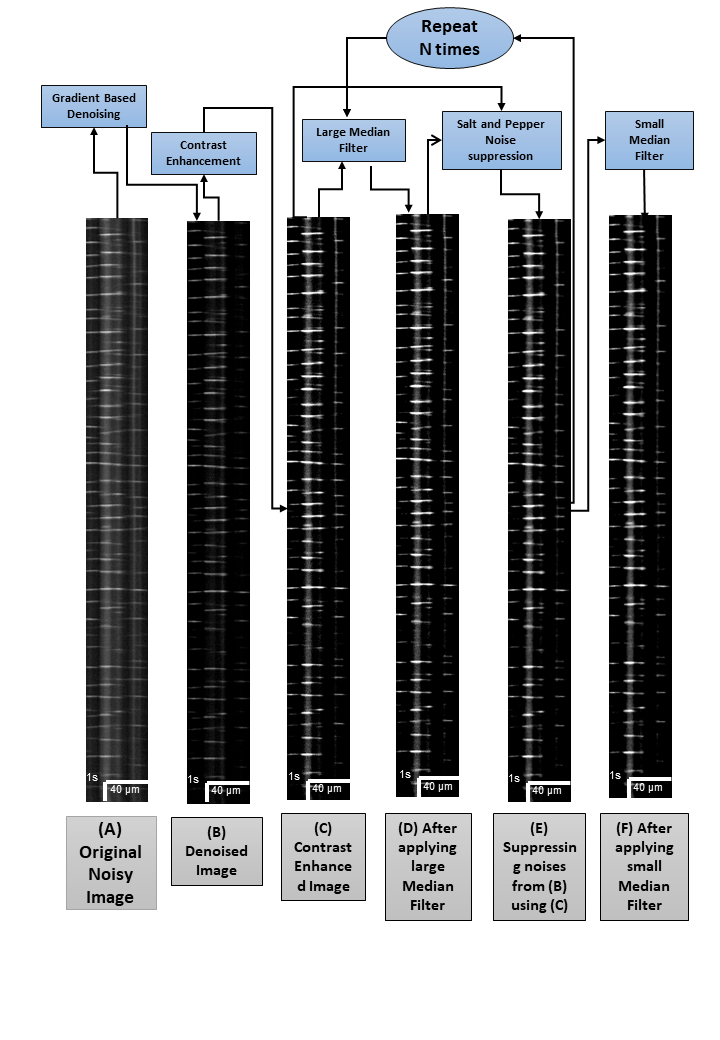 Repeat
N times
Gradient Based
Denoising
Contrast
Enhancement
Large Median
Filter
Salt and Pepper
Noise
suppression
Small
Median
Filter
1s
40 µm
1s
40 µm
1s
40 µm
1s
40 µm
1s
40 µm
1s
40 µm
(A)
Original
Noisy
Image
(B)
Denoised
Image
(C)
Contrast
Enhance
d Image
(D) After
applying
large
Median
Filter
(E)
Suppressin
g noises
from (B)
using (C)
(F) After
applying
small
Median
Filter